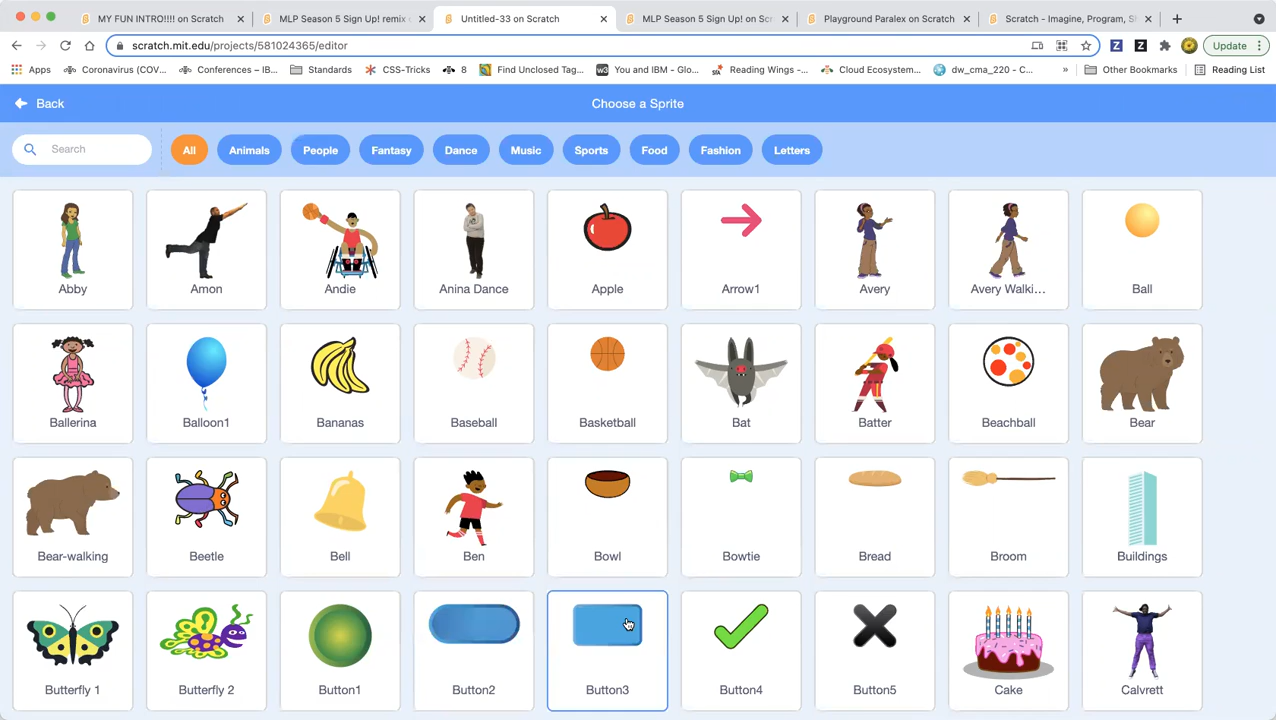 MY FUN INTRO!!!! on Scratch
MLP Season 5 Sign Up! remix
Untitled-33 on Scratch
MLP Season 5 Sign Up! on Sc
Playground Paralex on Scratch
Scratch - Imagine, Program, S
scratch.mit.edu/projects/581024365/editor
Update
Apps
Coronavirus (COV...
Conferences – IB...
Standards
CSS-Tricks
8
Find Unclosed Tag...
You and IBM - Glo...
Reading Wings -...
Cloud Ecosystem...
dw_cma_220 - C...
»
Other Bookmarks
Reading List
Back
Choose a Sprite
Search
All
Animals
People
Fantasy
Dance
Music
Sports
Food
Fashion
Letters
Abby
Amon
Andie
Anina Dance
Apple
Arrow1
Avery
Avery Walki...
Ball
Ballerina
Balloon1
Bananas
Baseball
Basketball
Bat
Batter
Beachball
Bear
Bear-walking
Beetle
Bell
Ben
Bowl
Bowtie
Bread
Broom
Buildings
Butterfly 1
Butterfly 2
Button1
Button2
Button3
Button4
Button5
Cake
Calvrett